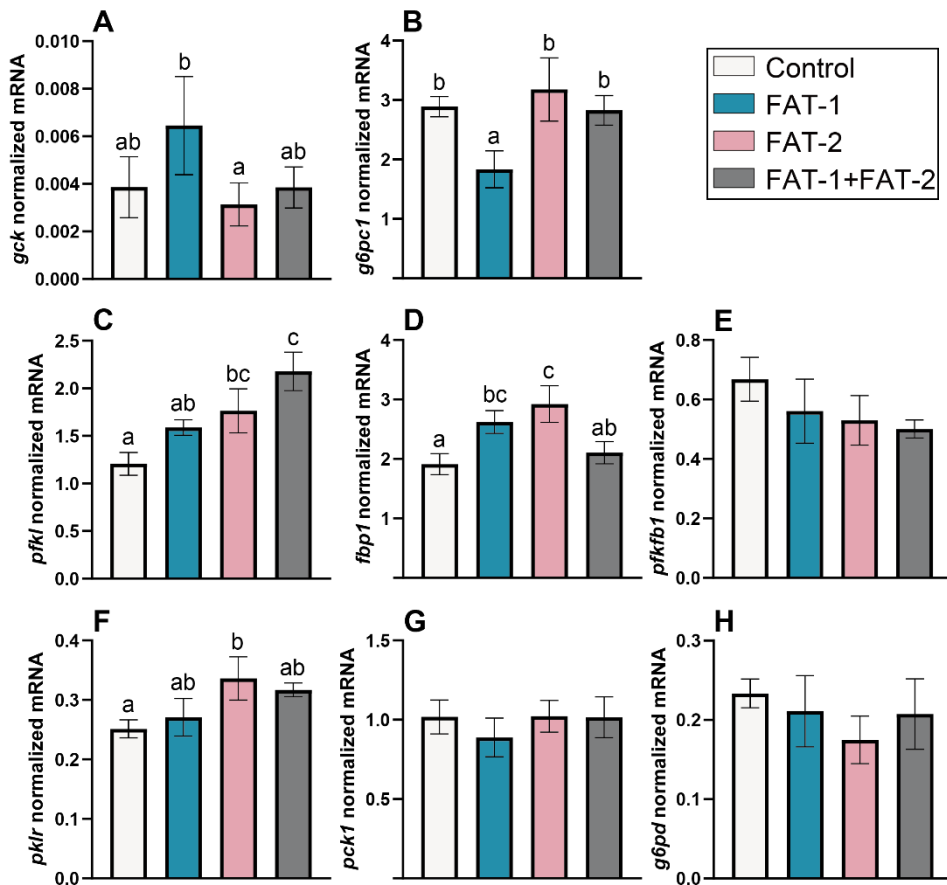 A
gck normalized mRNA
0.010
0.008
0.006
0.004
0.002
0.000
ab
b
a
ab
B
g6pc1 normalized mRNA
4
3
2
1
b
a
b
b
Control
FAT-1
FAT-2
FAT-1+FAT-2
C
pfkl normalized mRNA
2.5
2.0
1.5
1.0
0.5
0.0
a
ab
bc
c
D
fbp1 normalized mRNA
4
3
2
1
a
bc
c
ab
E
pfkfb1 normalized mRNA
0.8
0.6
0.4
0.2
0.0
F
pklr normalized mRNA
0.4
0.3
0.2
0.1
0.0
a
ab
b
ab
G
pck1 normalized mRNA
1.5
1.0
0.5
H
g6pd normalized mRNA
0.3
0.2
0.1
0.0